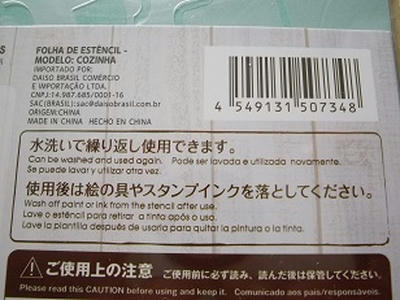 FOLHA DE ESTÊNCIL -
MODELO: COZINHA
IMPORTADO POR:
DAISO BRASIL COMÉRCIO
E IMPORTAÇÃO LTDA.
CNPJ:14.987.685/0001-16
SAC(BRASIL):sac@daisobrasil.com.br
ORIGEM:CHINA
MADE IN CHINA HECHO EN CHINA
4 549131 507348
水洗いで繰り返し使用できます。
Can be washed and used again. Pode ser lavada e utilizada novamente.
Se puede lavar y utilizar otra vez.
使用後は絵の具やスタンプインクを落としてください。
Wash off paint or ink from the stencil after use.
Lave o estêncil para retirar a tinta após o uso.
Lave la plantilla después de usarla para quitar la pintura o la tinta.
ご使用上の注意 ご使用前に必ず読み、読んだ後は保管してください。
Please read this CAUTION before using and keep it. Comunicado aos pais/responsáveis.